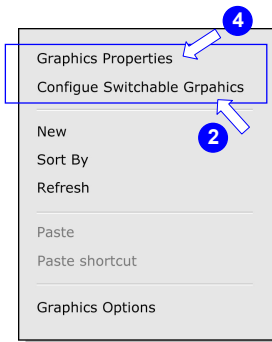 4
Graphics Properties
Configue Switchable Grpahics
2
New
Sort By
Refresh
Paste
Paste shortcut
Graphics Options